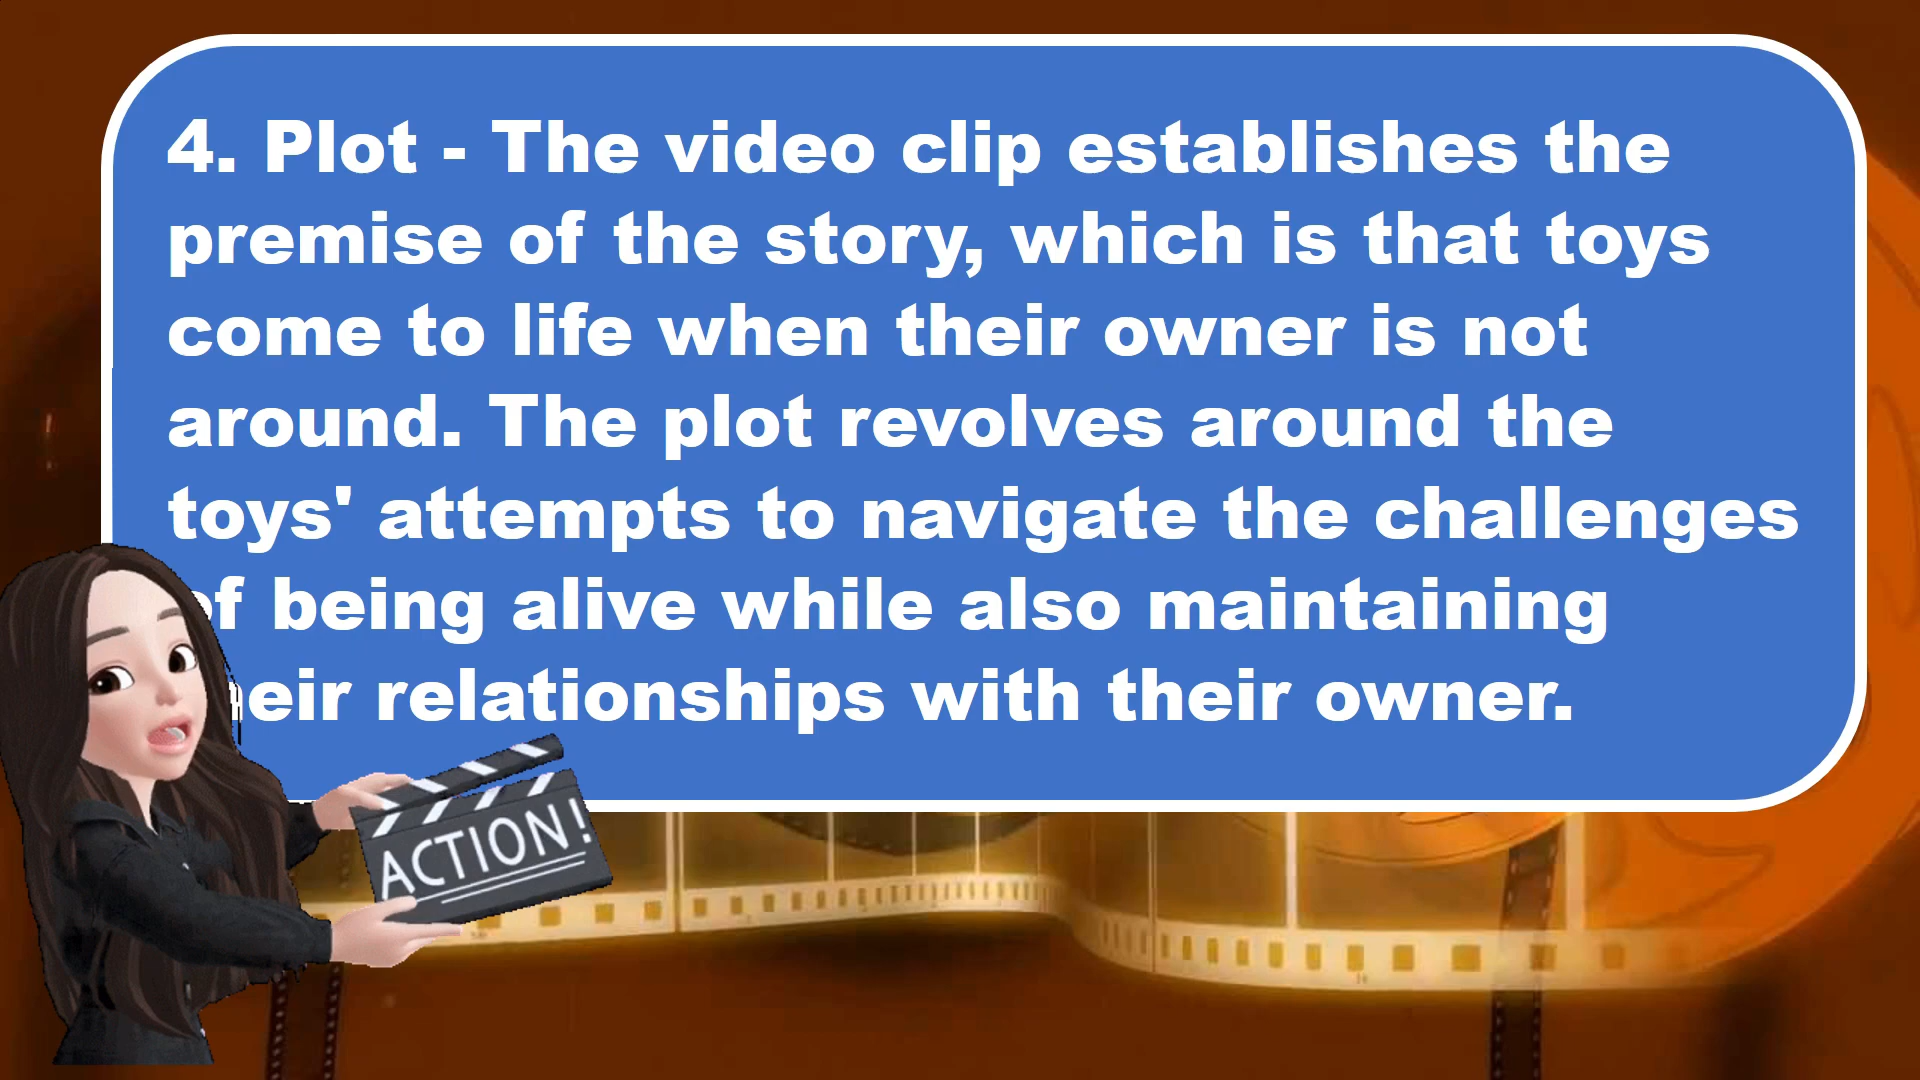 4. Plot - The video clip establishes the
premise of the story, which is that toys
come to life when their owner is not
around. The plot revolves around the
toys' attempts to navigate the challenges
of being alive while also maintaining
their relationships with their owner.
ACTION!